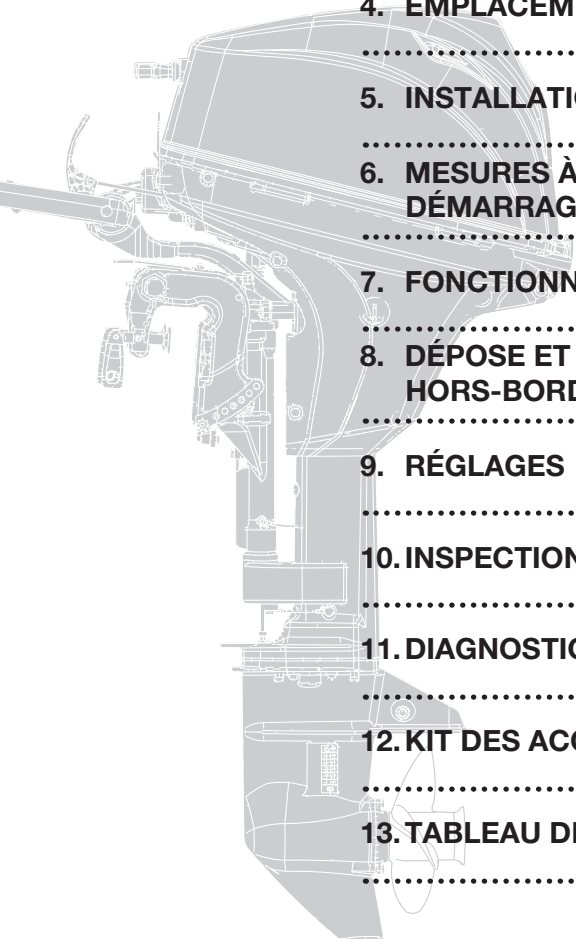 4. EMPLACEM
5. INSTALLATIO
6. MESURES À
DÉMARRAG
7. FONCTIONN
8. DÉPOSE ET
HORS-BORD
9. RÉGLAGES
10. INSPECTION
11. DIAGNOSTIC
12. KIT DES ACC
13. TABLEAU DE